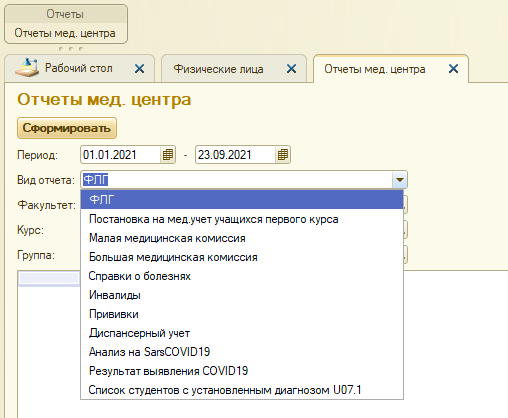 Отчеты
Отчеты мед. центра
Рабочий стол
Физические лица
Отчеты мед. центра
Отчеты мед. центра
Сформировать
Период: 01.01.2021 - 23.09.2021
Вид отчета: ФЛГ
Факультет:
Курс:
Группа:
ФЛГ
Постановка на мед.учет учащихся первого курса
Малая медицинская комиссия
Большая медицинская комиссия
Справки о болезнях
Инвалиды
Прививки
Диспансерный учет
Анализ на SarsCOVID19
Результат выявления COVID19
Список студентов с установленным диагнозом U07.1